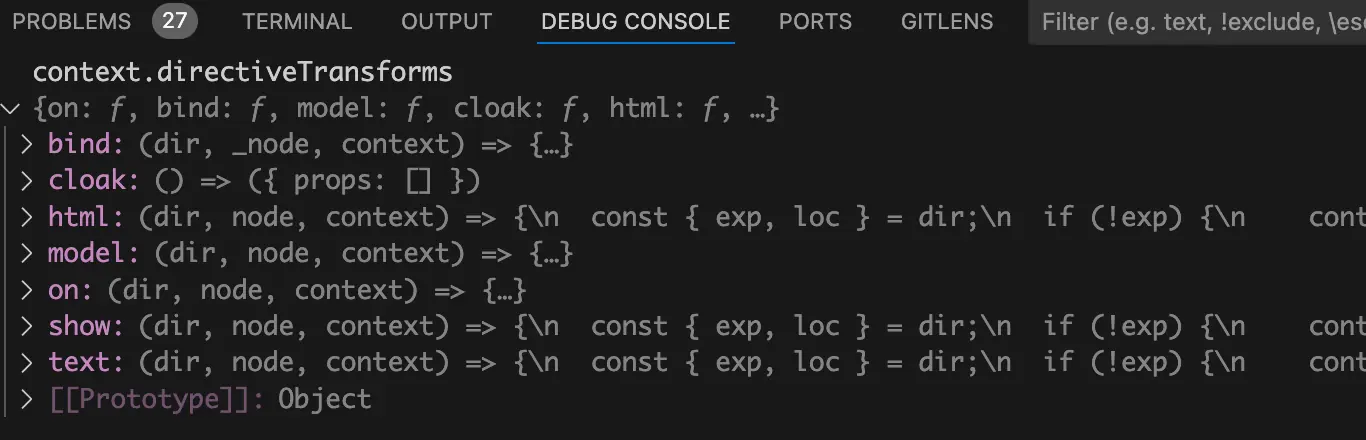 PROBLEMS 27 TERMINAL OUTPUT DEBUG CONSOLE PORTS GITLENS Filter (e.g. text, !exclude, \esc
context.directiveTransforms
{on: ƒ, bind: ƒ, model: ƒ, cloak: ƒ, html: ƒ, …}
bind: (dir, _node, context) => {…}
cloak: () => ({ props: [] })
html: (dir, node, context) => {\n  const { exp, loc } = dir;\n  if (!exp) {\n    cont
model: (dir, node, context) => {…}
on: (dir, node, context) => {…}
show: (dir, node, context) => {\n  const { exp, loc } = dir;\n  if (!exp) {\n    cont
text: (dir, node, context) => {\n  const { exp, loc } = dir;\n  if (!exp) {\n    cont
[[Prototype]]: Object